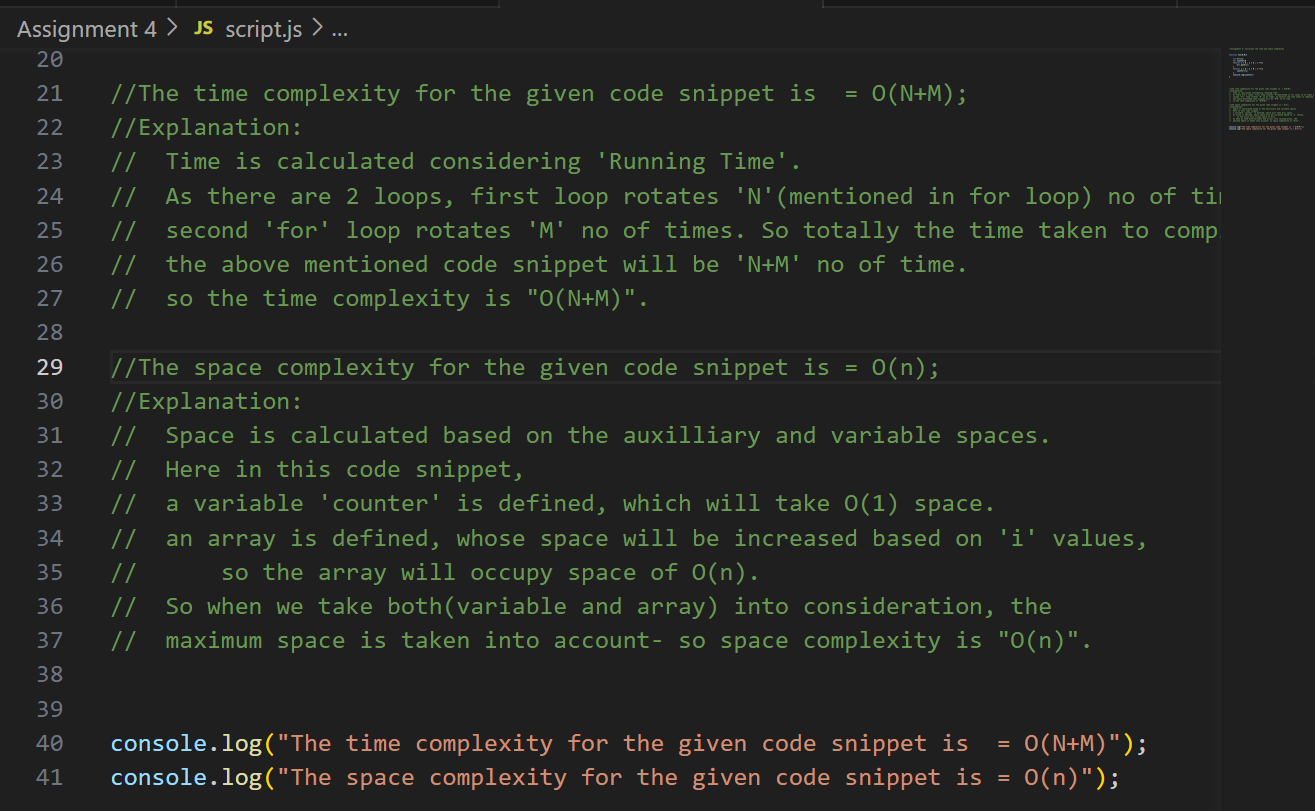 Assignment 4 > JS script.js > ...
20
21 //The time complexity for the given code snippet is  = O(N+M);
22 //Explanation:
23 //  Time is calculated considering 'Running Time'.
24 //  As there are 2 loops, first loop rotates 'N'(mentioned in for loop) no of
25 //  second 'for' loop rotates 'M' no of times. So totally the time taken to
26 //  the above mentioned code snippet will be 'N+M' no of time.
27 //  so the time complexity is "O(N+M)".
28
29 //The space complexity for the given code snippet is = O(n);
30 //Explanation:
31 //  Space is calculated based on the auxilliary and variable spaces.
32 //  Here in this code snippet,
33 //  a variable 'counter' is defined, which will take O(1) space.
34 //  an array is defined, whose space will be increased based on 'i' values,
35 //      so the array will occupy space of O(n).
36 //  So when we take both(variable and array) into consideration, the
37 //  maximum space is taken into account- so space complexity is "O(n)".
38
39
40 console.log("The time complexity for the given code snippet is  = O(N+M)");
41 console.log("The space complexity for the given code snippet is = O(n)");